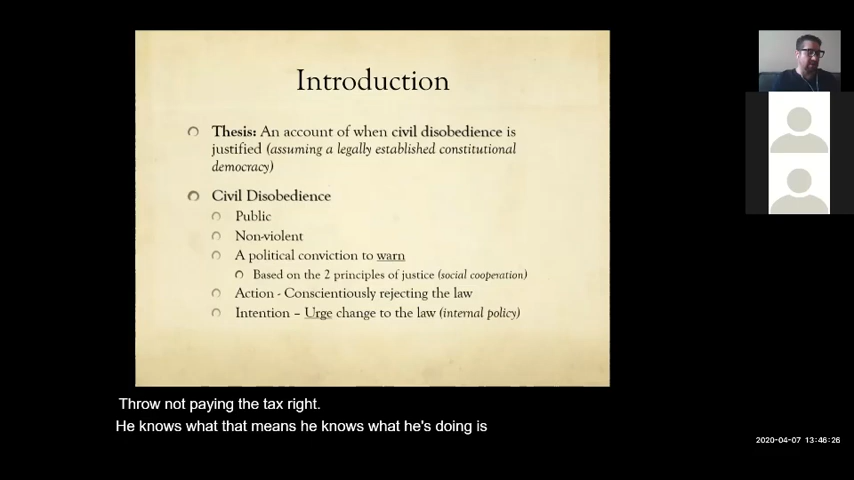 Introduction
Thesis: An account of when civil disobedience is
justified (assuming a legally established constitutional
democracy)
Civil Disobedience
Public
Non-violent
A political conviction to warn
Based on the 2 principles of justice (social cooperation)
Action - Conscientiously rejecting the law
Intention – Urge change to the law (internal policy)
Throw not paying the tax right.
He knows what that means he knows what he's doing is
2020-04-07 13:46:26